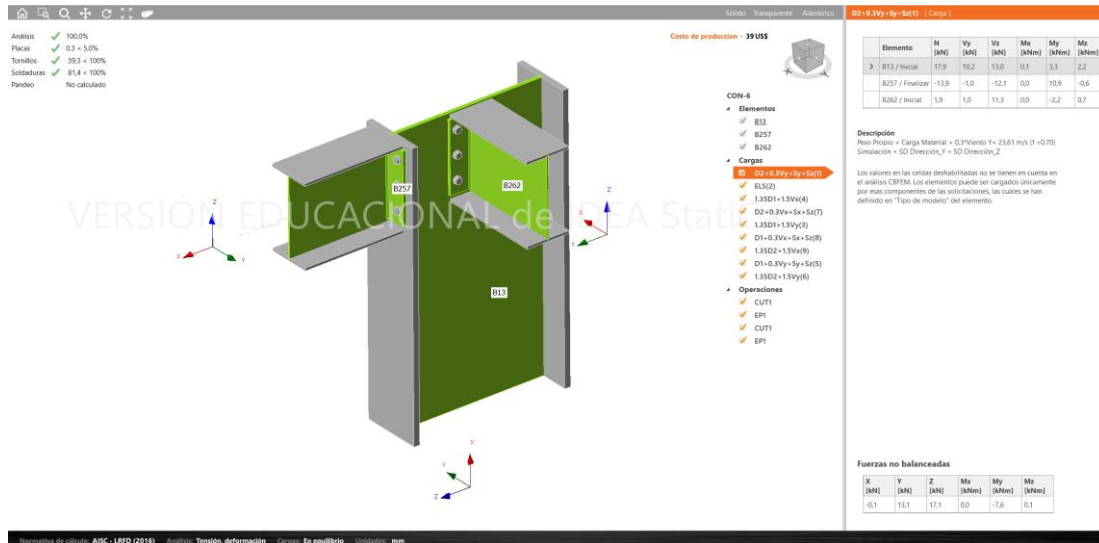 Sólido Transparente Alámbrico
D2+0.3Vy+Sy+Sz(1) [Carga]
Análisis 100,0%
Placas 0.3 < 5.0%
Tornillos 39,3 < 100%
Soldaduras 81,4 < 100%
Pandeo No calculado
Costo de produccion - 39 US$
CON-6
Elementos
B13
B257
B262
Cargas
D2+0.3Vy+Sy+Sz(1)
ELS(2)
1.35D1+1.5Vx(4)
D2+0.3Vx+Sx+Sz(7)
1.35D1+1.5Vy(3)
D1+0.3Vx+Sx+Sz(8)
1.35D2+1.5Vx(9)
D1+0.3Vy+Sy+Sz(5)
1.35D2+1.5Vy(6)
Operaciones
CUT1
EP1
CUT1
EP1
VERSIÓN EDUCACIONAL de IDEA Stati
B257
B262
B13
Z
X
Y
Z
Y
X
Y
Z
Elemento N [kN] Vy [kN] Vz [kN] Mx [kNm] My [kNm] Mz [kNm]
> B13 / Inicial 17,9 10,2 13,0 0,1 3,3 2,2
B257 / Finalizar -13,9 -1,0 -12,1 0,0 10,9 -0,6
B262 / Inicial 1,9 1,0 11,3 0,0 -2,2 0,7
Descripción
Peso Propio + Carga Material + 0,3*Viento Y+ 23,61 m/s (f =0.70)
Simulación + SD Dirección_Y + SD Dirección_Z
Los valores en las celdas deshabilitadas no se tienen en cuenta en
el análisis CBFEM. Los elementos puede ser cargados únicamente
por esas componentes de las solicitaciones, las cuales se han
definido en "Tipo de modelo" del elemento.
Fuerzas no balanceadas
X [kN] Y [kN] Z [kN] Mx [kNm] My [kNm] Mz [kNm]
-0,1 13,1 17,1 0,0 -7,6 0,1
Normativa de cálculo: AISC - LRFD (2016) Análisis: Tensión, deformación Cargas: En equilibrio Unidades: mm